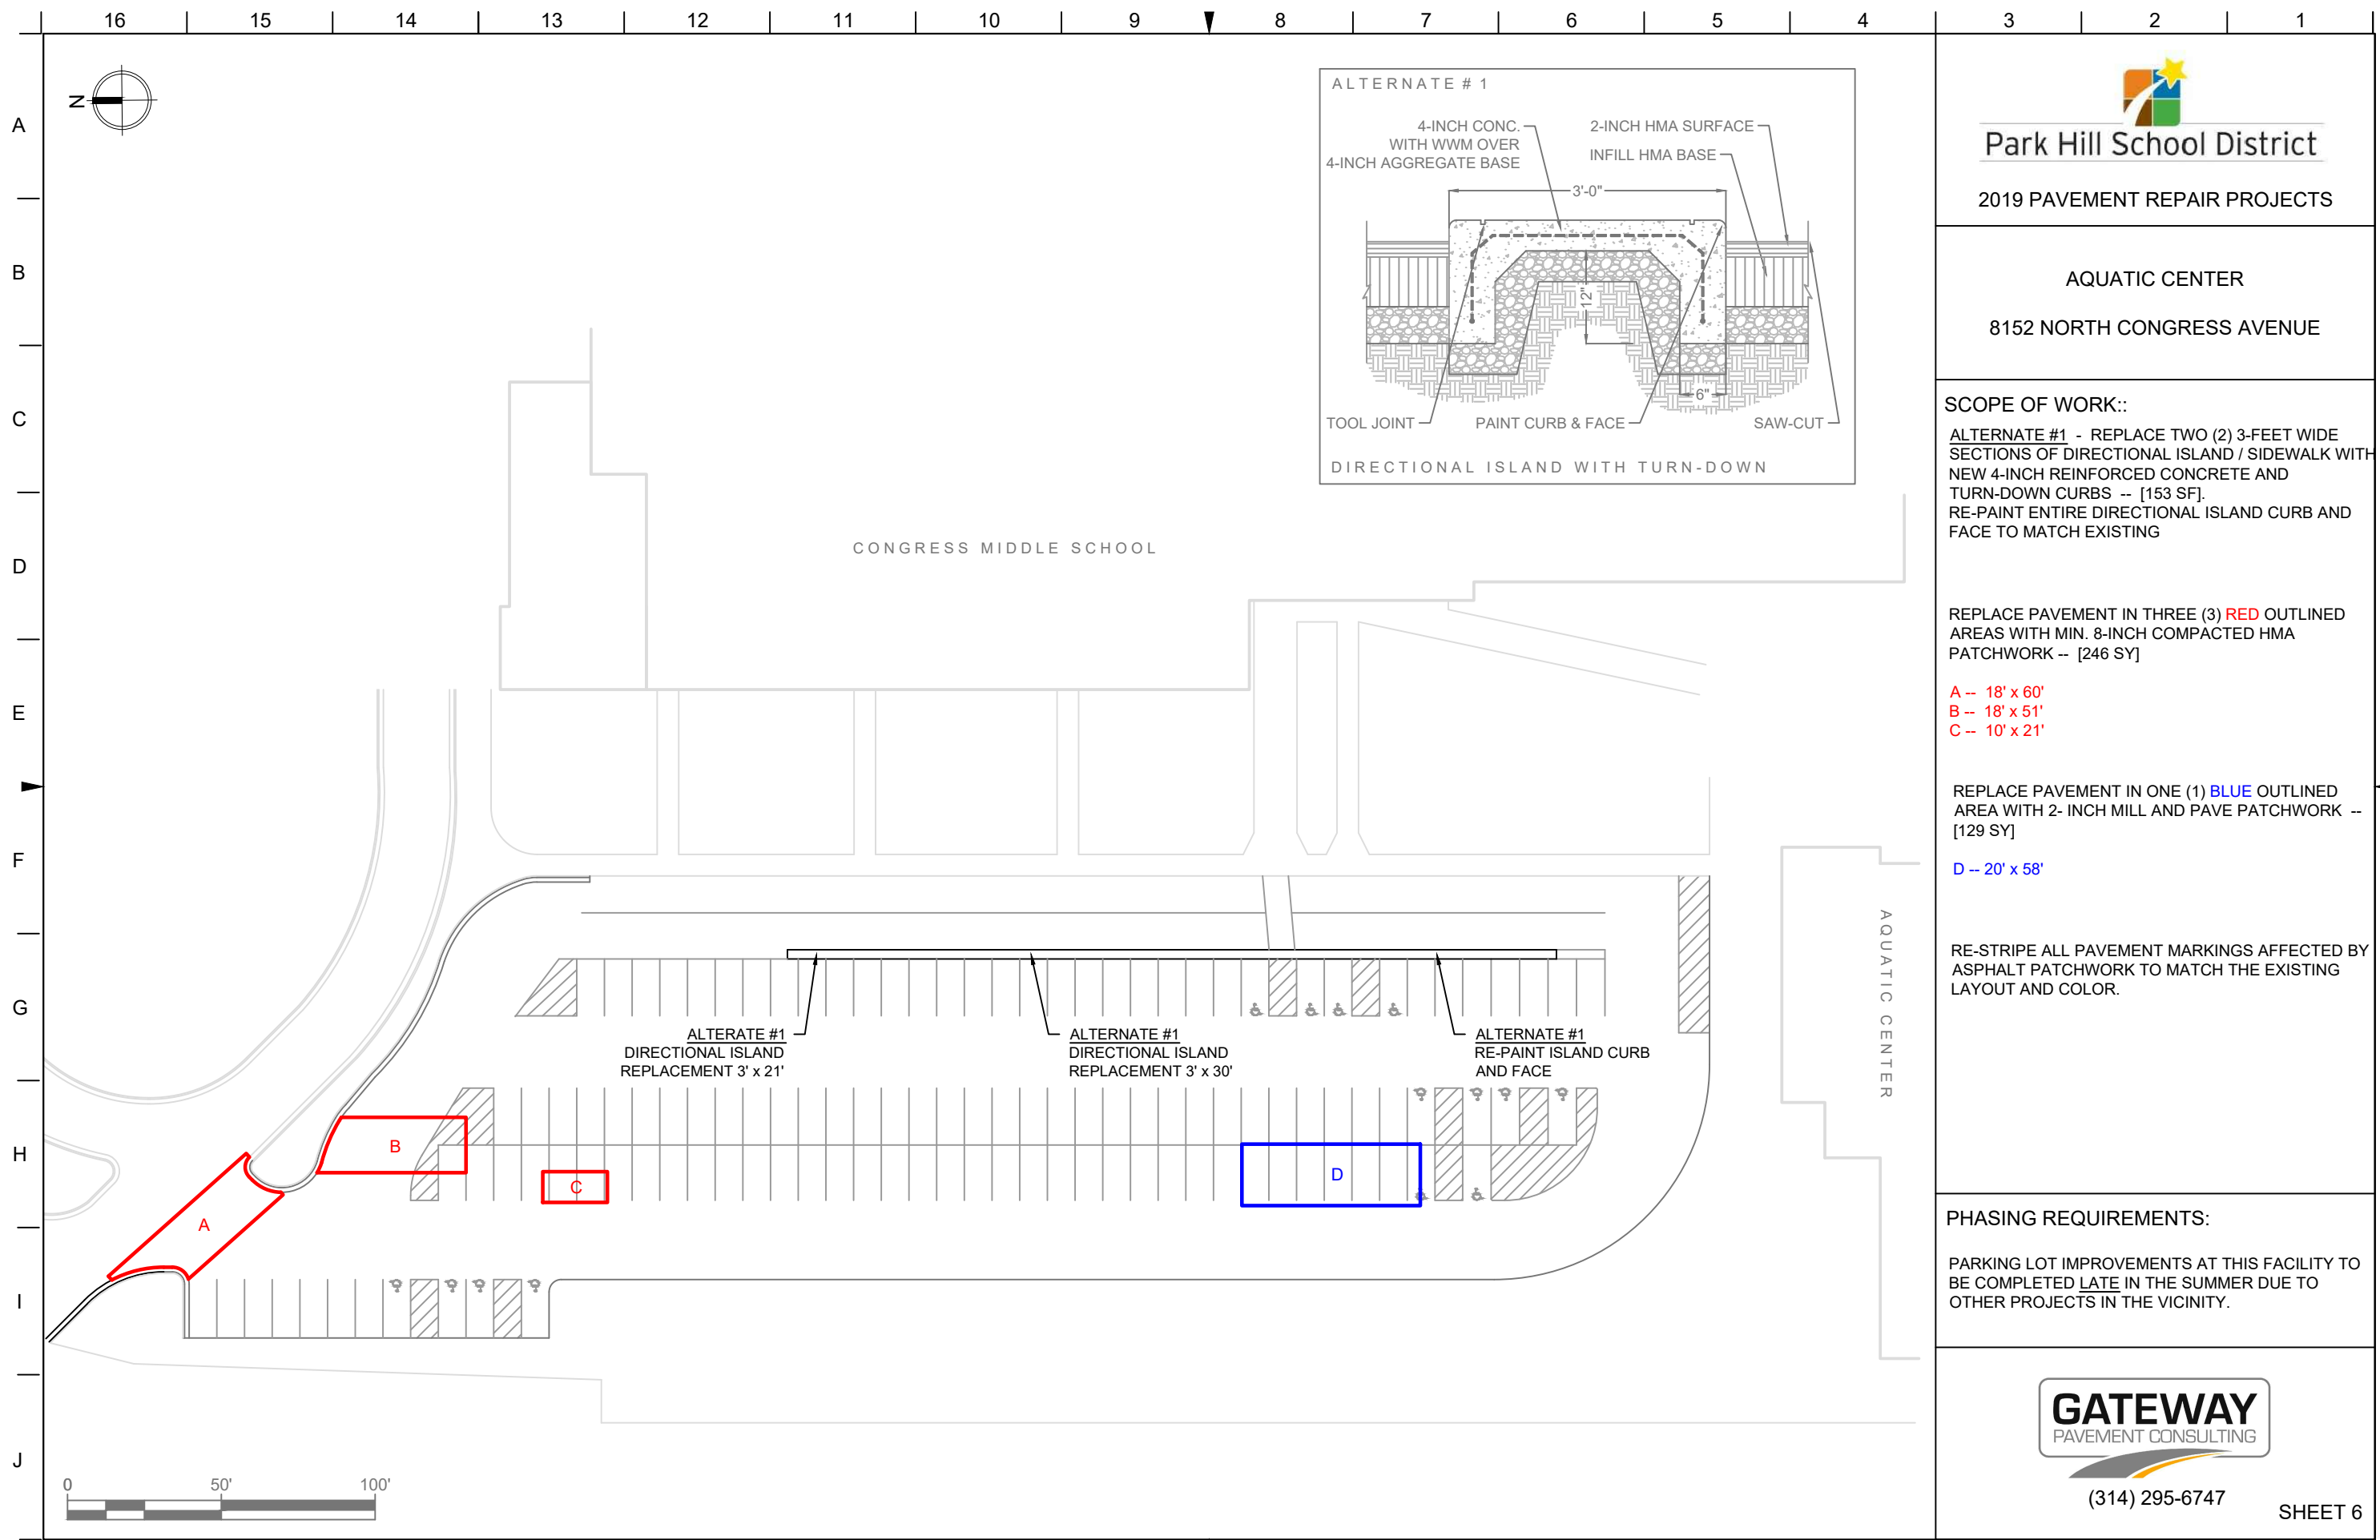 16 15 14 13 12 11 10 9 8 7 6 5 4 3 2 1
A
B
C
D
E
F
G
H
I
J
N
ALTERNATE # 1
4-INCH CONC.
WITH WWM OVER
4-INCH AGGREGATE BASE
2-INCH HMA SURFACE
INFILL HMA BASE
3'-0"
12"
6"
TOOL JOINT
PAINT CURB & FACE
SAW-CUT
DIRECTIONAL ISLAND WITH TURN-DOWN
CONGRESS MIDDLE SCHOOL
AQUATIC CENTER
ALTERATE #1
DIRECTIONAL ISLAND
REPLACEMENT 3' x 21'
ALTERNATE #1
DIRECTIONAL ISLAND
REPLACEMENT 3' x 30'
ALTERNATE #1
RE-PAINT ISLAND CURB
AND FACE
B
C
D
A
0 50' 100'
Park Hill School District
2019 PAVEMENT REPAIR PROJECTS
AQUATIC CENTER
8152 NORTH CONGRESS AVENUE
SCOPE OF WORK::
ALTERNATE #1 - REPLACE TWO (2) 3-FEET WIDE
SECTIONS OF DIRECTIONAL ISLAND / SIDEWALK WITH
NEW 4-INCH REINFORCED CONCRETE AND
TURN-DOWN CURBS -- [153 SF].
RE-PAINT ENTIRE DIRECTIONAL ISLAND CURB AND
FACE TO MATCH EXISTING
REPLACE PAVEMENT IN THREE (3) RED OUTLINED
AREAS WITH MIN. 8-INCH COMPACTED HMA
PATCHWORK -- [246 SY]
A -- 18' x 60'
B -- 18' x 51'
C -- 10' x 21'
REPLACE PAVEMENT IN ONE (1) BLUE OUTLINED
AREA WITH 2- INCH MILL AND PAVE PATCHWORK --
[129 SY]
D -- 20' x 58'
RE-STRIPE ALL PAVEMENT MARKINGS AFFECTED BY
ASPHALT PATCHWORK TO MATCH THE EXISTING
LAYOUT AND COLOR.
PHASING REQUIREMENTS:
PARKING LOT IMPROVEMENTS AT THIS FACILITY TO
BE COMPLETED LATE IN THE SUMMER DUE TO
OTHER PROJECTS IN THE VICINITY.
GATEWAY
PAVEMENT CONSULTING
(314) 295-6747
SHEET 6